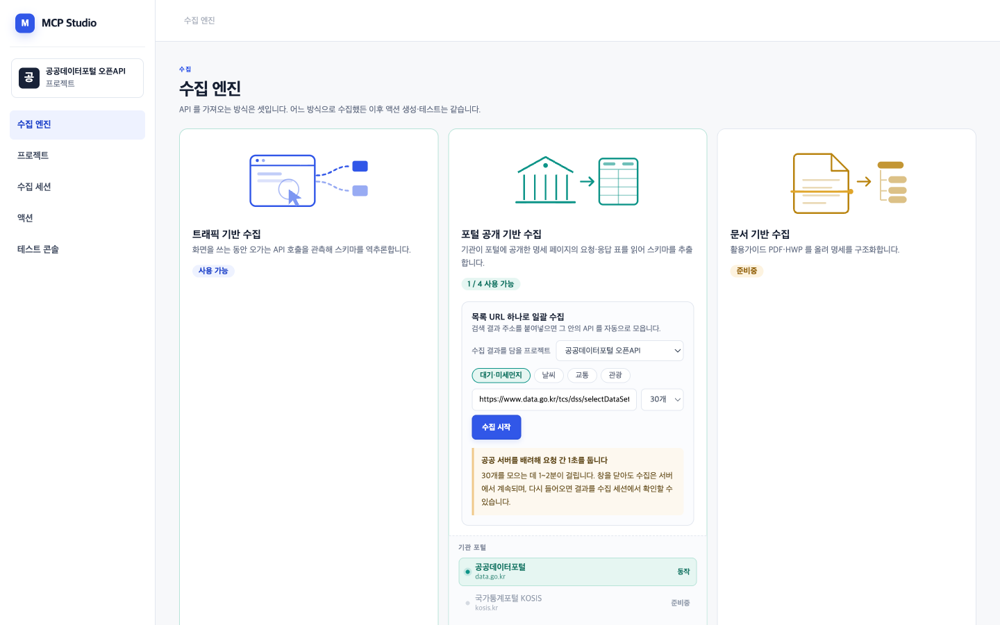 M MCP Studio
공 공공데이터포털 오픈API
프로젝트
수집 엔진
프로젝트
수집 세션
액션
테스트 콘솔
수집 엔진
수집
수집 엔진
API 를 가져오는 방식은 셋입니다. 어느 방식으로 수집했든 이후 액션 생성·테스트는 같습니다.
트래픽 기반 수집
화면을 쓰는 동안 오가는 API 호출을 관측해 스키마를 역추론합니다.
사용 가능
포털 공개 기반 수집
기관이 포털에 공개한 명세 페이지의 요청·응답 표를 읽어 스키마를 추출
합니다.
1 / 4 사용 가능
목록 URL 하나로 일괄 수집
검색 결과 주소를 붙여넣으면 그 안의 API 를 자동으로 모읍니다.
수집 결과를 담을 프로젝트 공공데이터포털 오픈API
대기·미세먼지 날씨 교통 관광
https://www.data.go.kr/tcs/dss/selectDataSet 30개
수집 시작
공공 서버를 배려해 요청 간 1초를 둡니다
30개를 모으는 데 1~2분이 걸립니다. 창을 닫아도 수집은 서버
에서 계속되며, 다시 들어오면 결과를 수집 세션에서 확인할 수
있습니다.
기관 포털
공공데이터포털 동작
data.go.kr
국가통계포털 KOSIS 준비중
kosis.kr
문서 기반 수집
활용가이드 PDF·HWP 를 올려 명세를 구조화합니다.
준비중